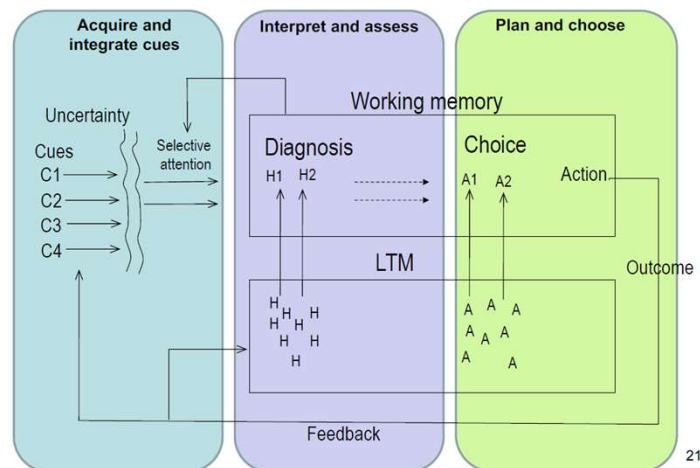 Acquire and
integrate cues
Interpret and assess
Plan and choose
Uncertainty
Cues
C1
C2
C3
C4
Selective
attention
Working memory
Diagnosis
H1 H2
Choice
A1 A2
Action
Outcome
LTM
H
H
H
H
H
H
H
H
A
A
A
A
A
A
A
A
Feedback
21